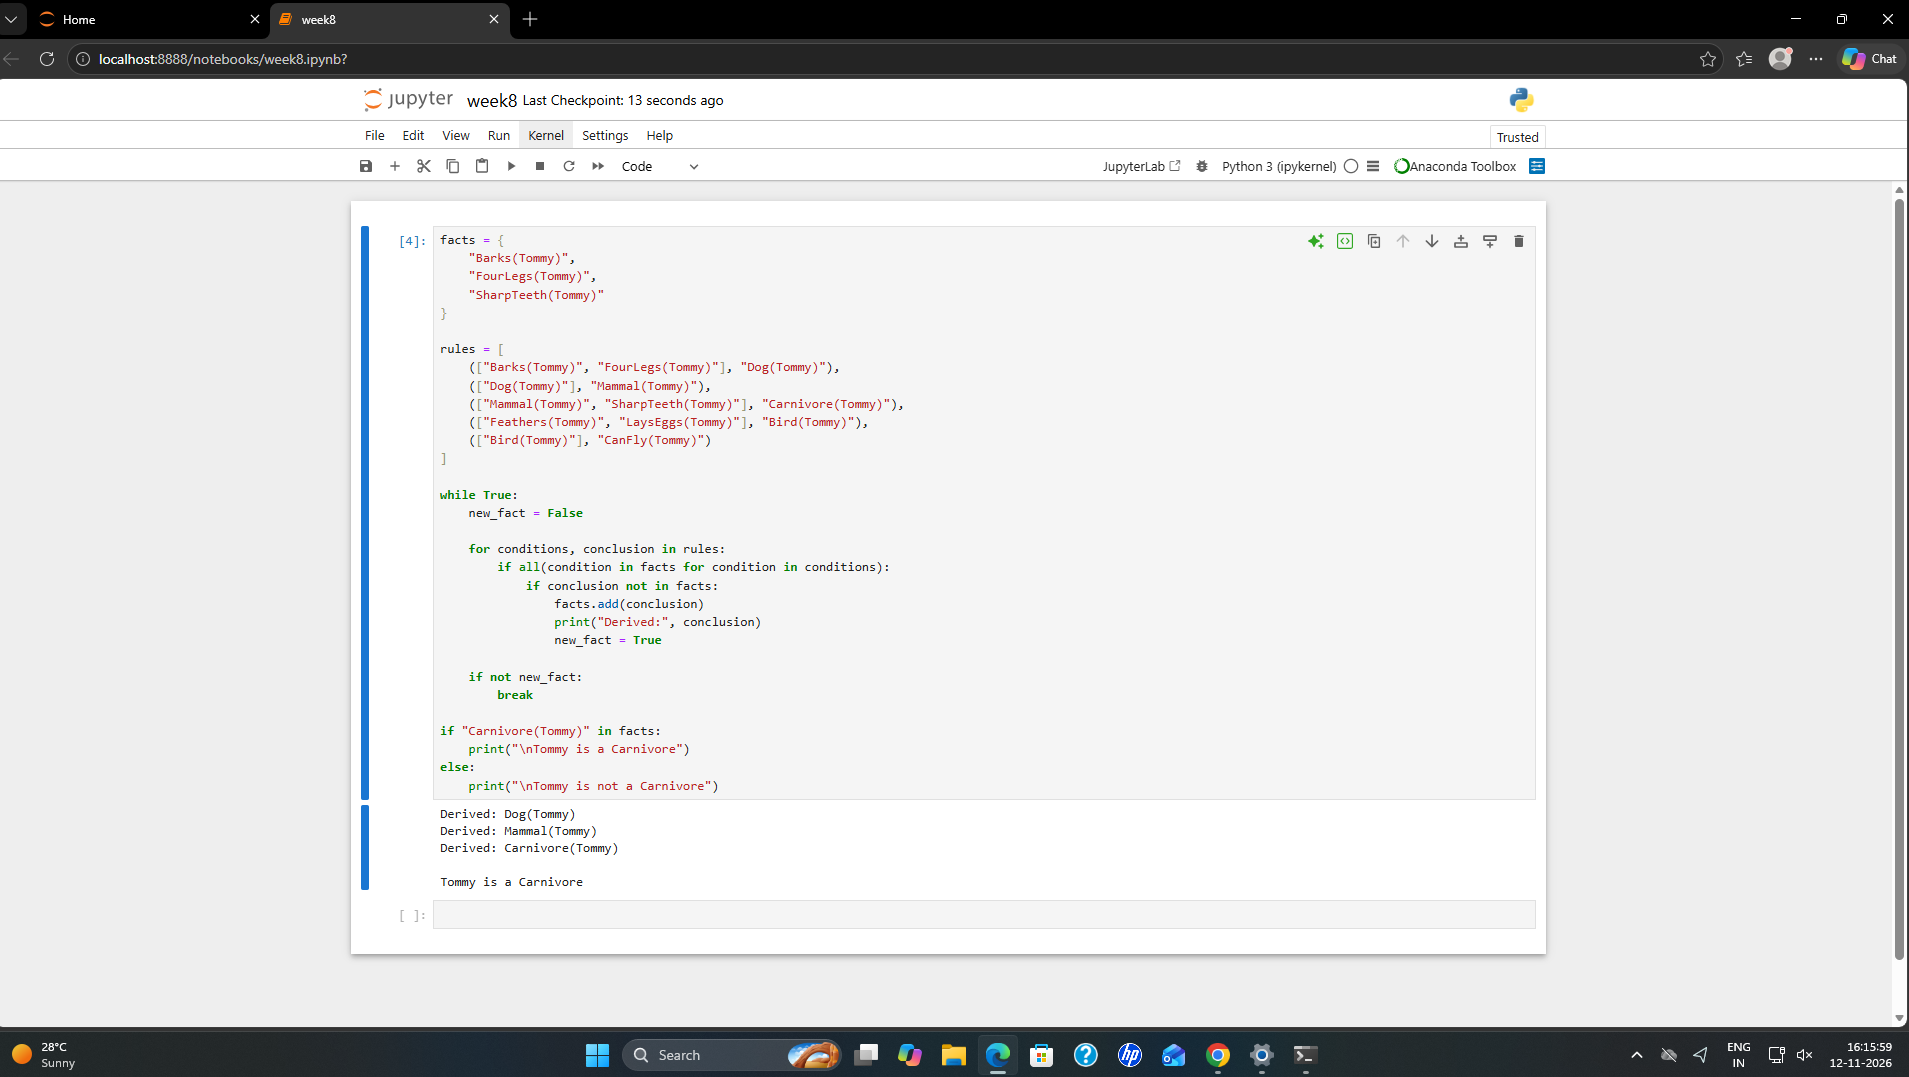 Home
week8
localhost:8888/notebooks/week8.ipynb?
Chat
jupyter week8 Last Checkpoint: 13 seconds ago
File Edit View Run Kernel Settings Help
Trusted
Code
JupyterLab
Python 3 (ipykernel)
Anaconda Toolbox
[4]:
facts = {
    "Barks(Tommy)",
    "FourLegs(Tommy)",
    "SharpTeeth(Tommy)"
}
rules = [
    (["Barks(Tommy)", "FourLegs(Tommy)"], "Dog(Tommy)"),
    (["Dog(Tommy)"], "Mammal(Tommy)"),
    (["Mammal(Tommy)", "SharpTeeth(Tommy)"], "Carnivore(Tommy)"),
    (["Feathers(Tommy)", "LaysEggs(Tommy)"], "Bird(Tommy)"),
    (["Bird(Tommy)"], "CanFly(Tommy)")
]
while True:
    new_fact = False
    for conditions, conclusion in rules:
        if all(condition in facts for condition in conditions):
            if conclusion not in facts:
                facts.add(conclusion)
                print("Derived:", conclusion)
                new_fact = True
    if not new_fact:
        break
if "Carnivore(Tommy)" in facts:
    print("\nTommy is a Carnivore")
else:
    print("\nTommy is not a Carnivore")
Derived: Dog(Tommy)
Derived: Mammal(Tommy)
Derived: Carnivore(Tommy)
Tommy is a Carnivore
[ ]:
28°C
Sunny
Search
hp
ENG
IN
16:15:59
12-11-2026